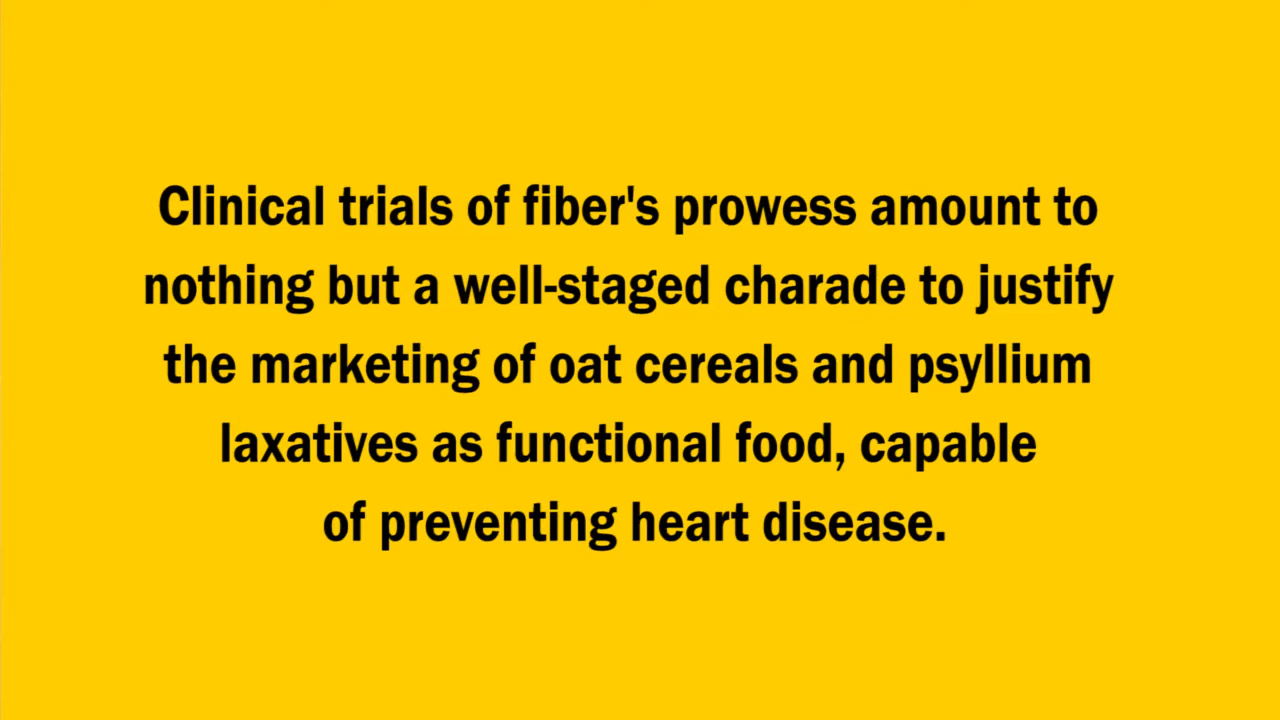 Clinical trials of fiber's prowess amount to
nothing but a well-staged charade to justify
the marketing of oat cereals and psyllium
laxatives as functional food, capable
of preventing heart disease.